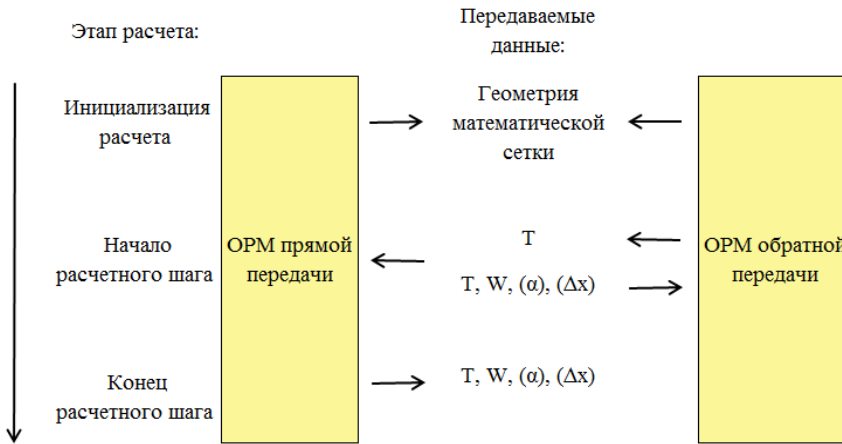 Этап расчета:
Передаваемые
данные:
Инициализация
расчета
Геометрия
математической
сетки
Начало
расчетного шага
ОРМ прямой
передачи
T
T, W, (α), (Δx)
ОРМ обратной
передачи
Конец
расчетного шага
T, W, (α), (Δx)